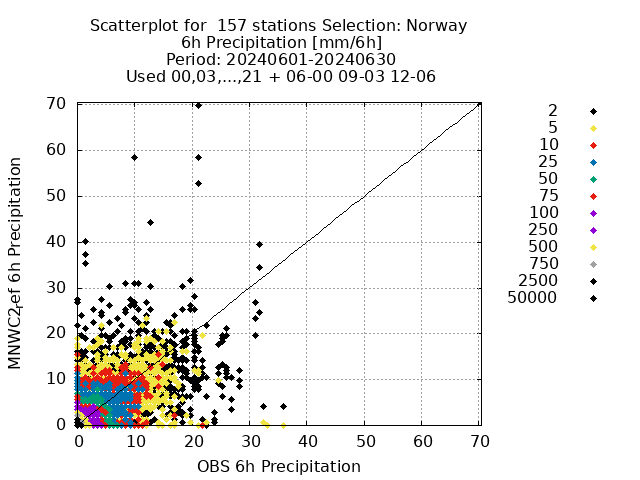 Scatterplot for  157 stations Selection: Norway
6h Precipitation [mm/6h]
Period: 20240601-20240630
Used 00,03,...,21 + 06-00 09-03 12-06
MNWC2_ef 6h Precipitation
70
60
50
40
30
20
10
0
0 10 20 30 40 50 60 70
OBS 6h Precipitation
2
5
10
25
50
75
100
250
500
750
2500
50000